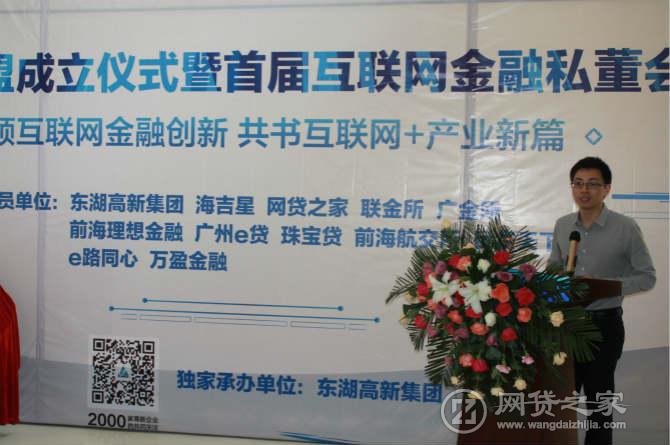 盟成立仪式暨首届互联网金融私董会
领互联网金融创新 共书互联网+产业新篇
员单位：东湖高新集团 海吉星 网贷之家 联金所 广金所
前海理想金融 广州e贷 珠宝贷 前海航交
e路同心 万盈金融
独家承办单位：东湖高新集团
2000
网贷之家
www.wangdaizhijia.com